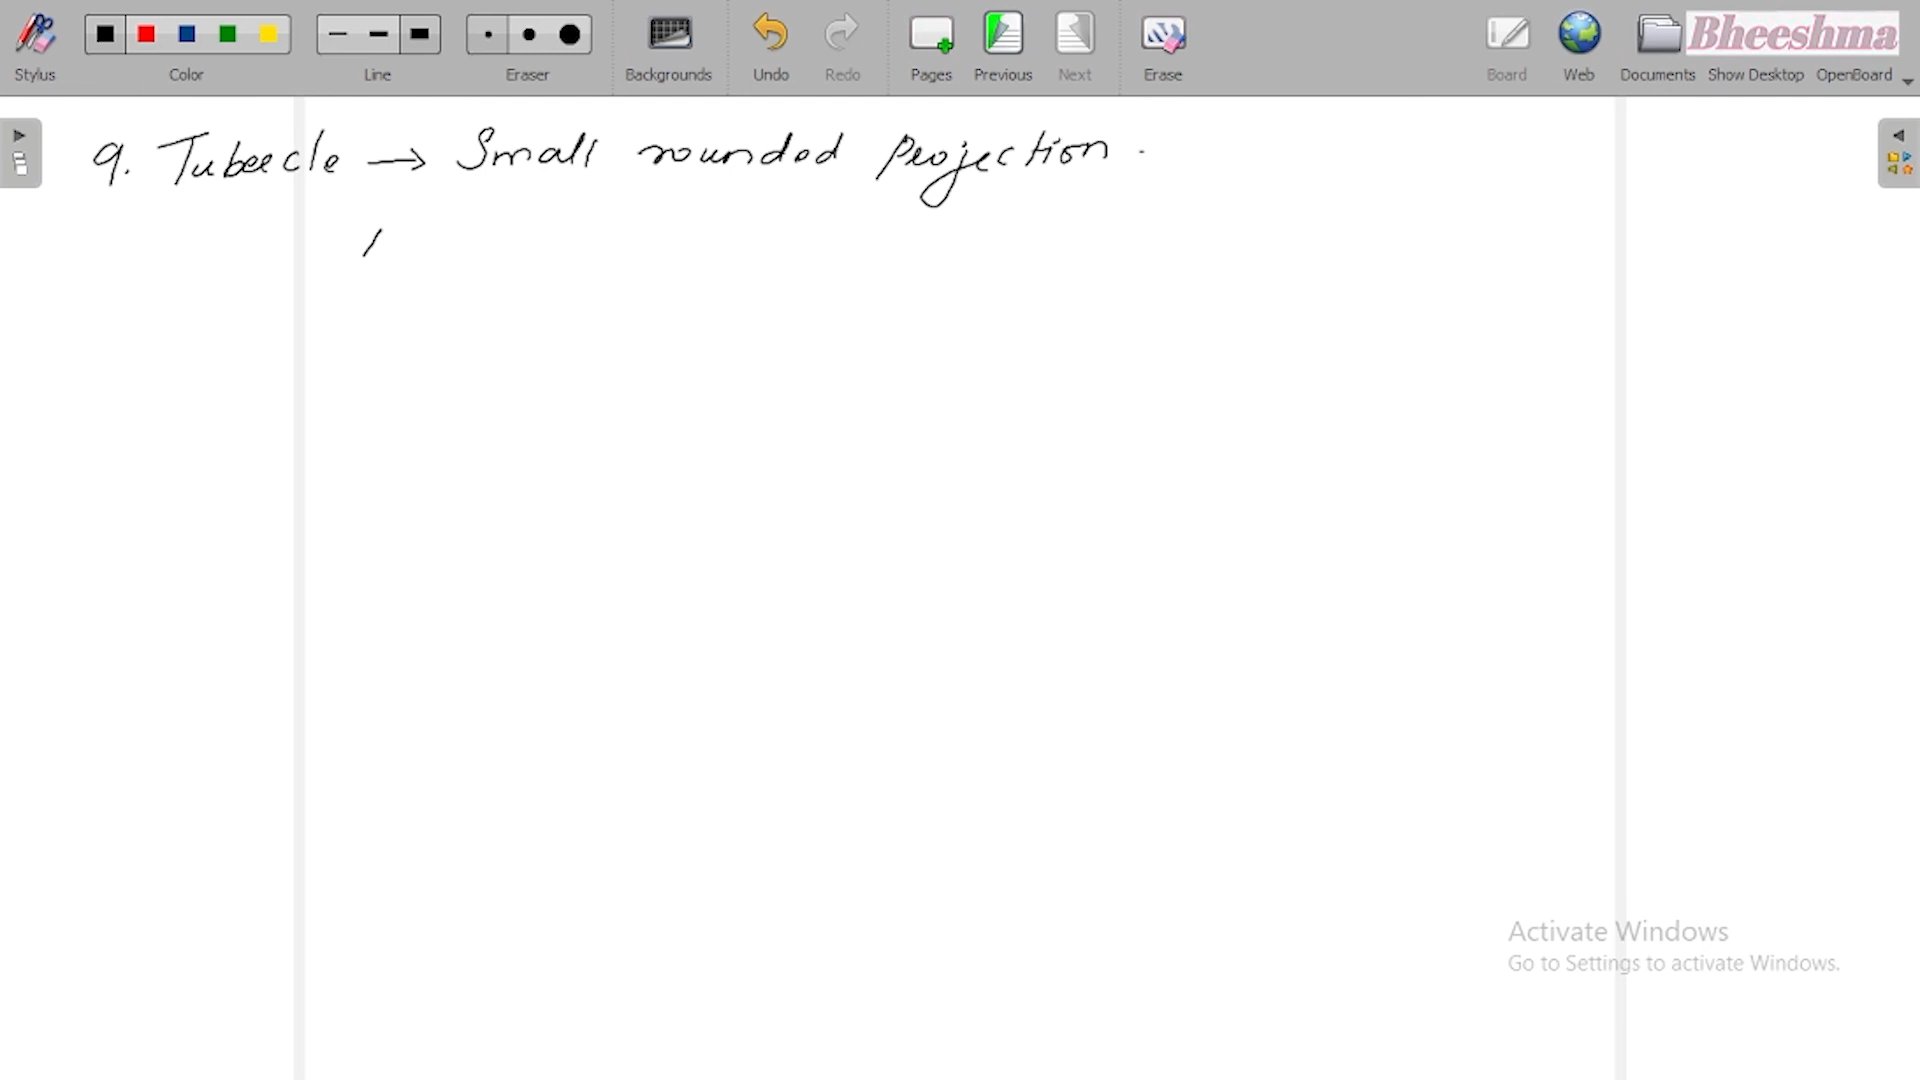 Stylus
Color
Line
Eraser
Backgrounds
Undo
Redo
Pages
Previous
Next
Erase
Board
Web
Documents
Show Desktop
OpenBoard
Bheeshma
9. Tubercle → Small rounded projection.
Activate Windows
Go to Settings to activate Windows.